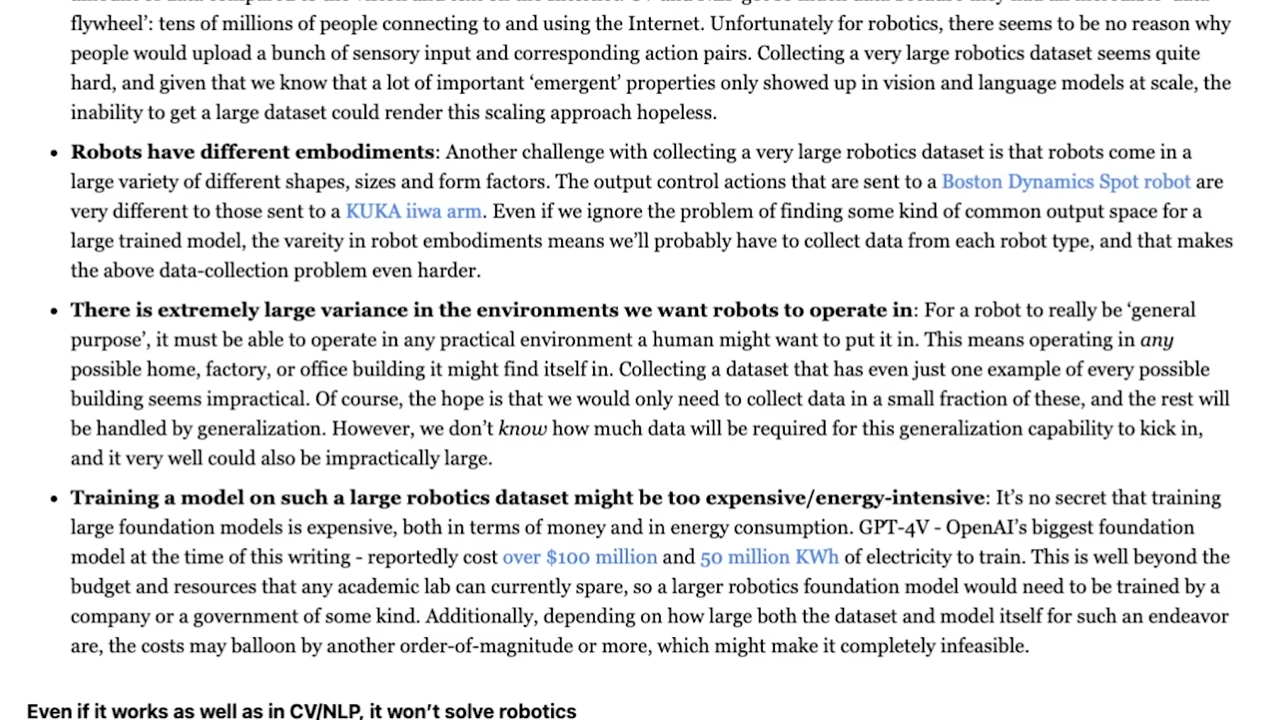 flywheel’: tens of millions of people connecting to and using the Internet. Unfortunately for robotics, there seems to be no reason why
people would upload a bunch of sensory input and corresponding action pairs. Collecting a very large robotics dataset seems quite
hard, and given that we know that a lot of important ‘emergent’ properties only showed up in vision and language models at scale, the
inability to get a large dataset could render this scaling approach hopeless.
• Robots have different embodiments: Another challenge with collecting a very large robotics dataset is that robots come in a
large variety of different shapes, sizes and form factors. The output control actions that are sent to a Boston Dynamics Spot robot are
very different to those sent to a KUKA iiwa arm. Even if we ignore the problem of finding some kind of common output space for a
large trained model, the vareity in robot embodiments means we’ll probably have to collect data from each robot type, and that makes
the above data-collection problem even harder.
• There is extremely large variance in the environments we want robots to operate in: For a robot to really be ‘general
purpose’, it must be able to operate in any practical environment a human might want to put it in. This means operating in any
possible home, factory, or office building it might find itself in. Collecting a dataset that has even just one example of every possible
building seems impractical. Of course, the hope is that we would only need to collect data in a small fraction of these, and the rest will
be handled by generalization. However, we don’t know how much data will be required for this generalization capability to kick in,
and it very well could also be impractically large.
• Training a model on such a large robotics dataset might be too expensive/energy-intensive: It’s no secret that training
large foundation models is expensive, both in terms of money and in energy consumption. GPT-4V - OpenAI’s biggest foundation
model at the time of this writing - reportedly cost over $100 million and 50 million KWh of electricity to train. This is well beyond the
budget and resources that any academic lab can currently spare, so a larger robotics foundation model would need to be trained by a
company or a government of some kind. Additionally, depending on how large both the dataset and model itself for such an endeavor
are, the costs may balloon by another order-of-magnitude or more, which might make it completely infeasible.
Even if it works as well as in CV/NLP, it won’t solve robotics